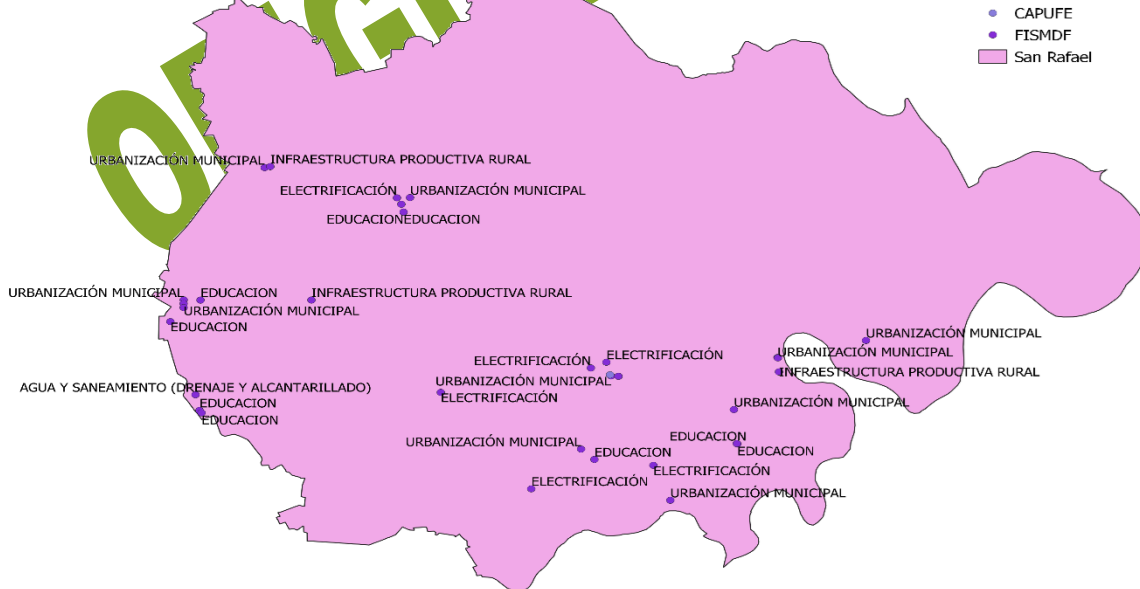 CAPUFE
FISMDF
San Rafael
URBANIZACIÓN MUNICIPAL
INFRAESTRUCTURA PRODUCTIVA RURAL
ELECTRIFICACIÓN
URBANIZACIÓN MUNICIPAL
EDUCACION
EDUCACION
URBANIZACIÓN MUNICIPAL
EDUCACION
INFRAESTRUCTURA PRODUCTIVA RURAL
URBANIZACIÓN MUNICIPAL
EDUCACION
URBANIZACIÓN MUNICIPAL
URBANIZACIÓN MUNICIPAL
ELECTRIFICACIÓN
ELECTRIFICACIÓN
INFRAESTRUCTURA PRODUCTIVA RURAL
URBANIZACIÓN MUNICIPAL
AGUA Y SANEAMIENTO (DRENAJE Y ALCANTARILLADO)
ELECTRIFICACIÓN
EDUCACION
URBANIZACIÓN MUNICIPAL
EDUCACION
URBANIZACIÓN MUNICIPAL
EDUCACION
EDUCACION
EDUCACION
ELECTRIFICACIÓN
ELECTRIFICACIÓN
URBANIZACIÓN MUNICIPAL